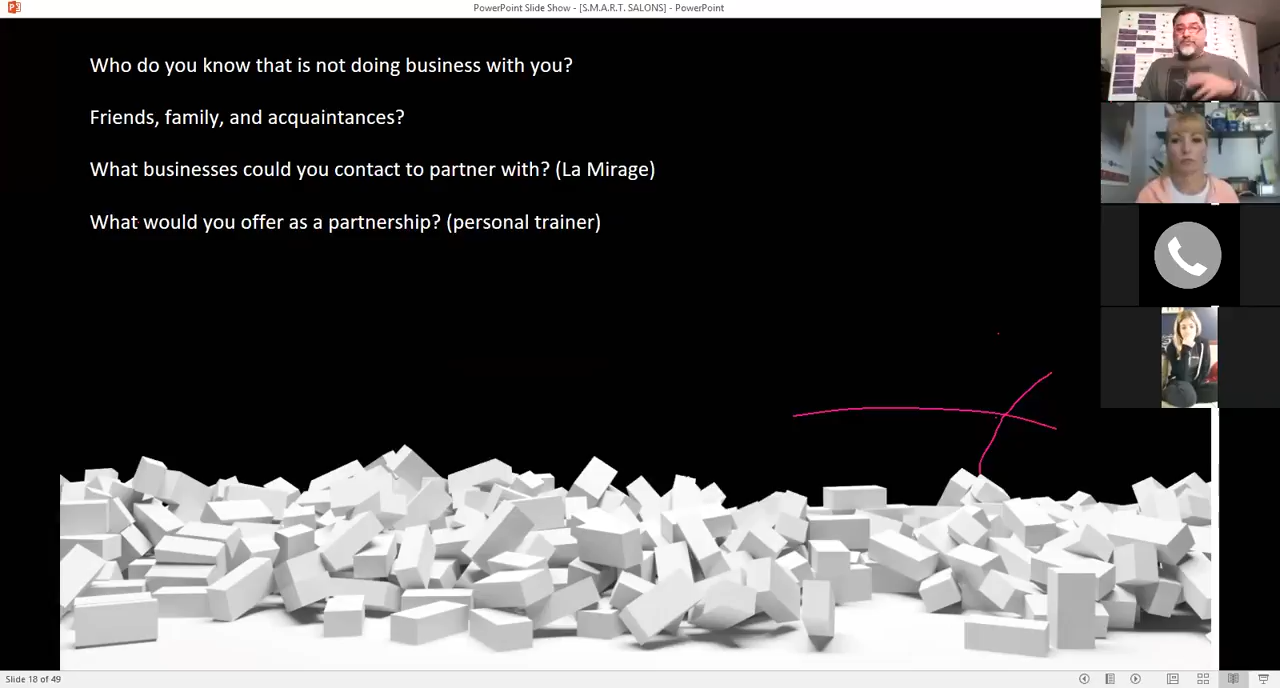 PowerPoint Slide Show - [S.M.A.R.T. SALONS] - PowerPoint
Who do you know that is not doing business with you?
Friends, family, and acquaintances?
What businesses could you contact to partner with? (La Mirage)
What would you offer as a partnership? (personal trainer)
Slide 18 of 49